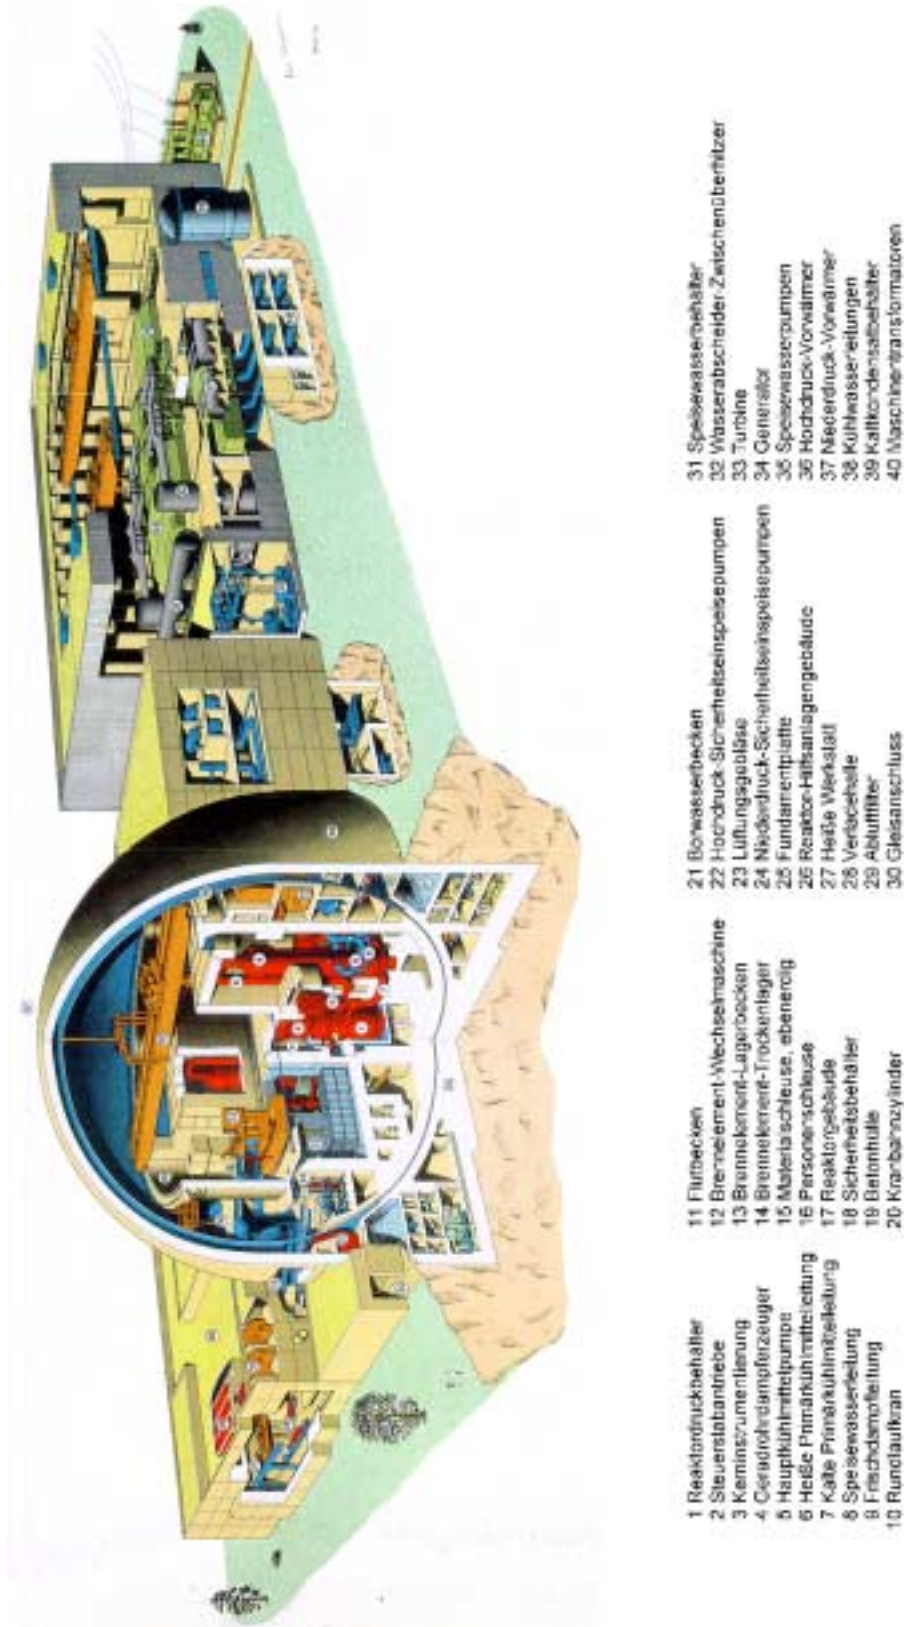 1 Reaktordruckbehälter
2 Steuerstabantriebe
3 Kerninstrumentierung
4 Geradrohrdampferzeuger
5 Hauptkühlmittelpumpe
6 Heiße Primärkühlmittelleitung
7 Kalte Primärkühlmittelleitung
8 Speisewasserleitung
9 Frischdampfleitung
10 Rundlaufkran
11 Flutbecken
12 Brennelement-Wechselmaschine
13 Brennelement-Lagerbecken
14 Brennelement-Trockenlager
15 Materialschleuse, ebenerdig
16 Personenschleuse
17 Reaktorgebäude
18 Sicherheitsbehälter
19 Betonhülle
20 Kranbahnzylinder
21 Borwasserbecken
22 Hochdruck-Sicherheitseinspeisepumpen
23 Lüftungsgebläse
24 Niederdruck-Sicherheitseinspeisepumpen
25 Fundamentplatte
26 Reaktor-Hilfsanlagengebäude
27 Heiße Werkstatt
28 Verladehalle
29 Abluftfilter
30 Gleisanschluss
31 Speisewasserbehälter
32 Wasserabscheider-Zwischenüberhitzer
33 Turbine
34 Generator
35 Speisewasserpumpen
36 Hochdruck-Vorwärmer
37 Niederdruck-Vorwärmer
38 Kühlwasserleitungen
39 Kaltkondensatbehälter
40 Maschinentransformatoren